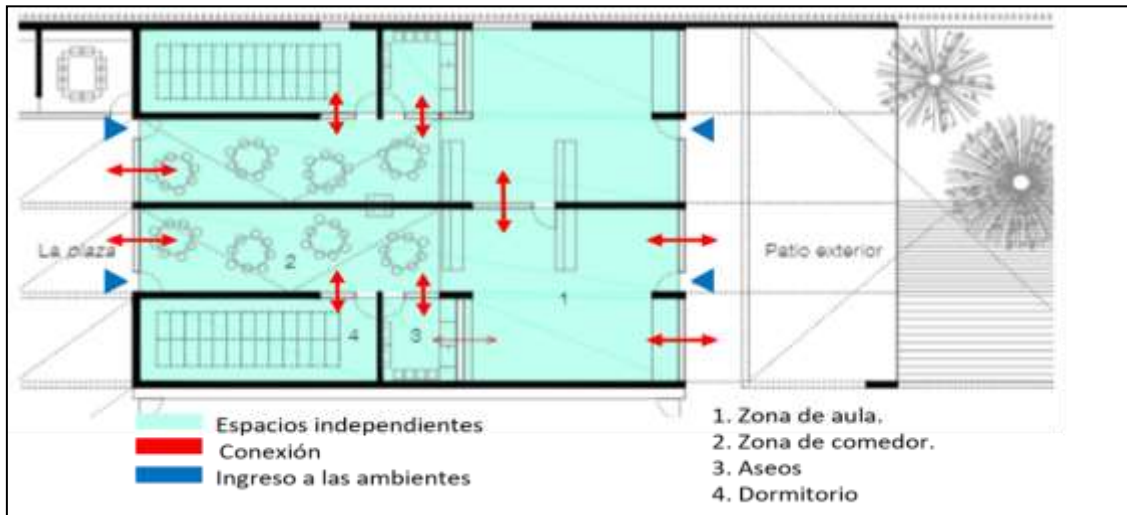 La plaza
2
Patio exterior
1
4
3
Espacios independientes
Conexión
Ingreso a las ambientes
1. Zona de aula.
2. Zona de comedor.
3. Aseos
4. Dormitorio